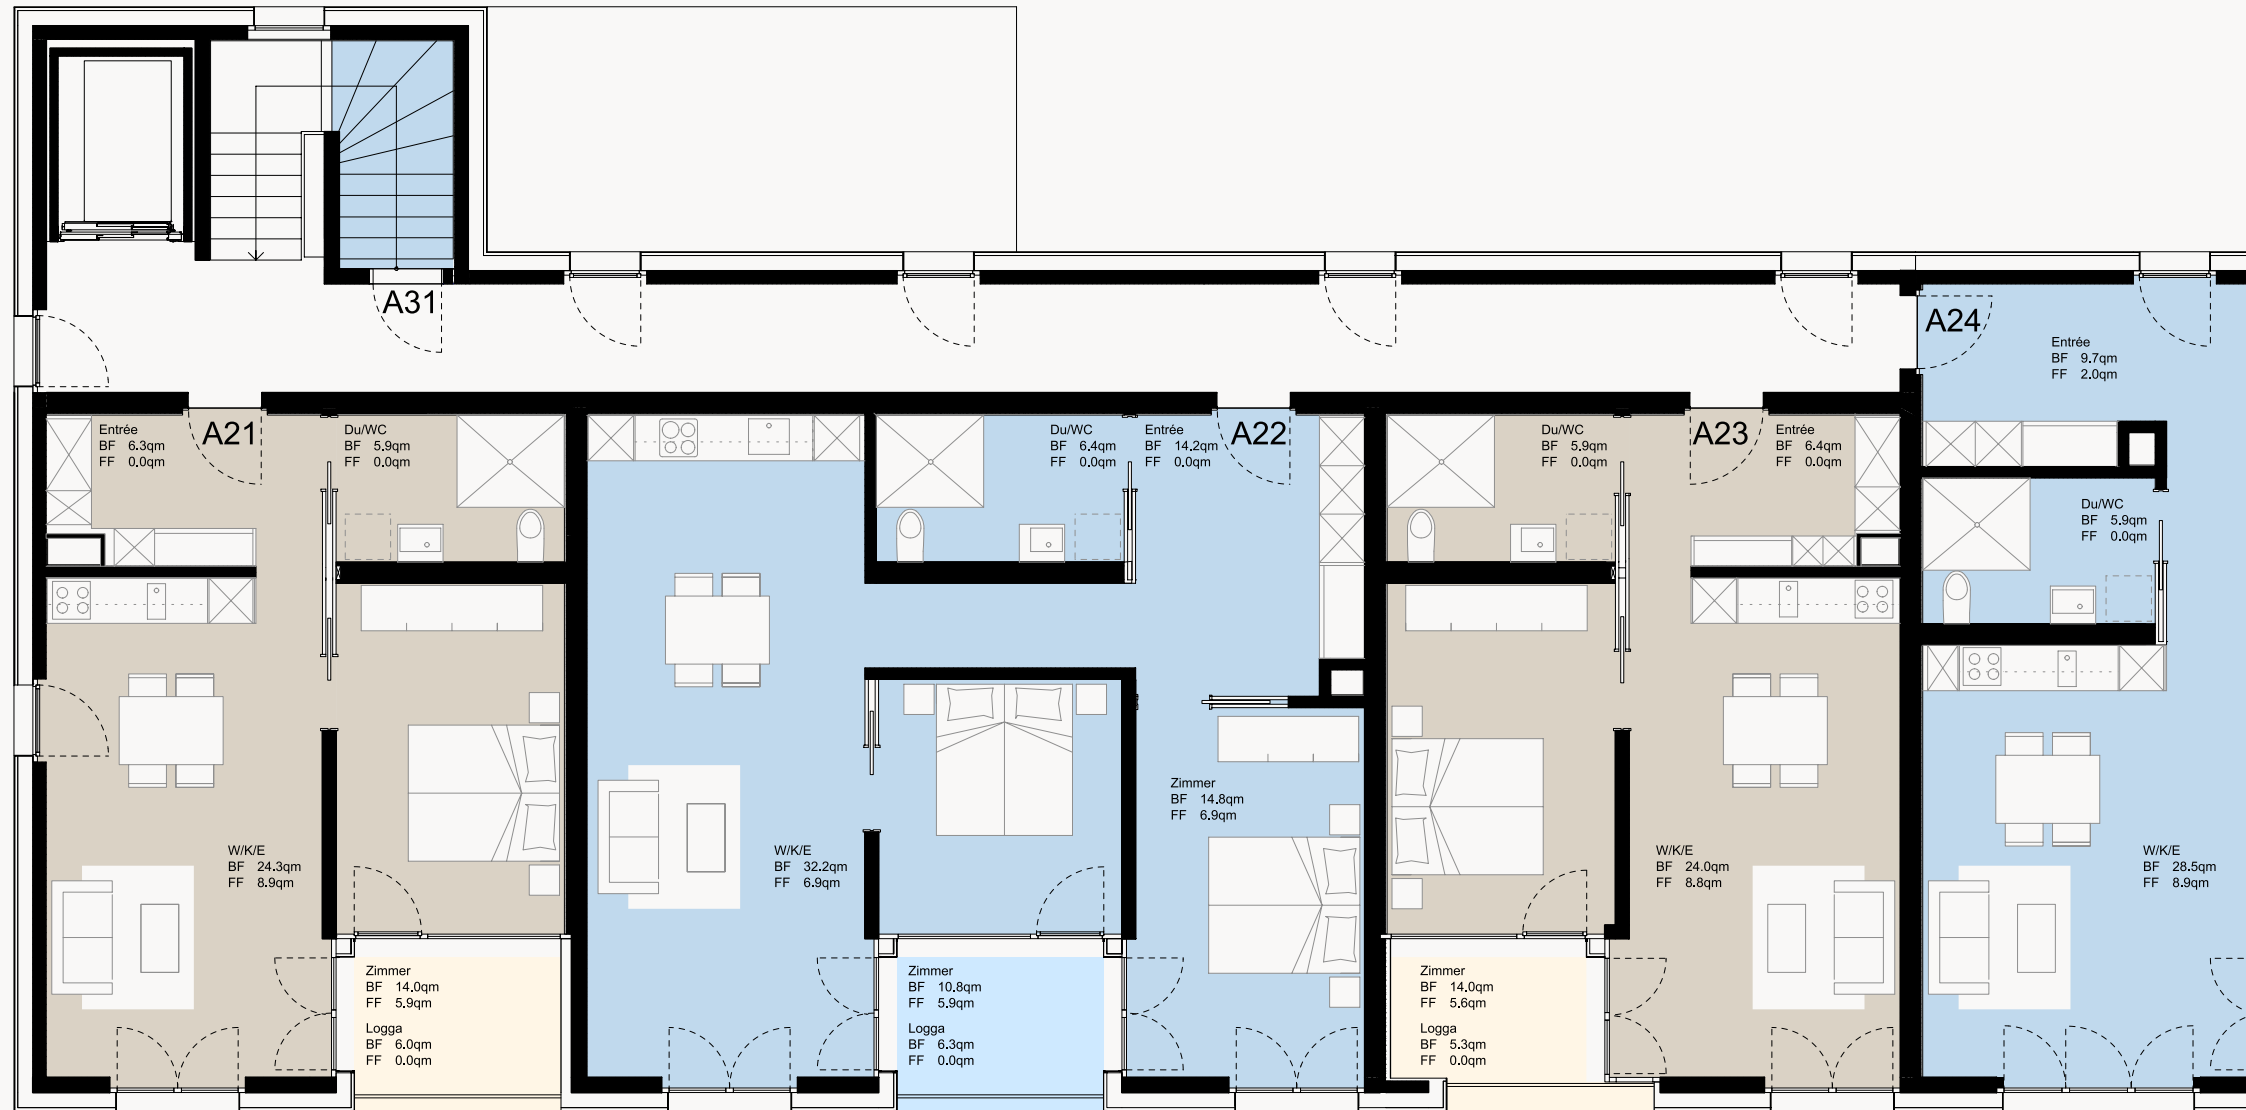 A31
A24
Entrée
BF 9.7qm
FF 2.0qm
Entrée
BF 6.3qm
FF 0.0qm
A21
Du/WC
BF 5.9qm
FF 0.0qm
Du/WC
BF 6.4qm
FF 0.0qm
Entrée
BF 14.2qm
FF 0.0qm
A22
Du/WC
BF 5.9qm
FF 0.0qm
A23
Entrée
BF 6.4qm
FF 0.0qm
Du/WC
BF 5.9qm
FF 0.0qm
Zimmer
BF 14.8qm
FF 6.9qm
W/K/E
BF 24.3qm
FF 8.9qm
W/K/E
BF 32.2qm
FF 6.9qm
W/K/E
BF 24.0qm
FF 8.8qm
W/K/E
BF 28.5qm
FF 8.9qm
Zimmer
BF 14.0qm
FF 5.9qm
Logga
BF 6.0qm
FF 0.0qm
Zimmer
BF 10.8qm
FF 5.9qm
Logga
BF 6.3qm
FF 0.0qm
Zimmer
BF 14.0qm
FF 5.6qm
Logga
BF 5.3qm
FF 0.0qm